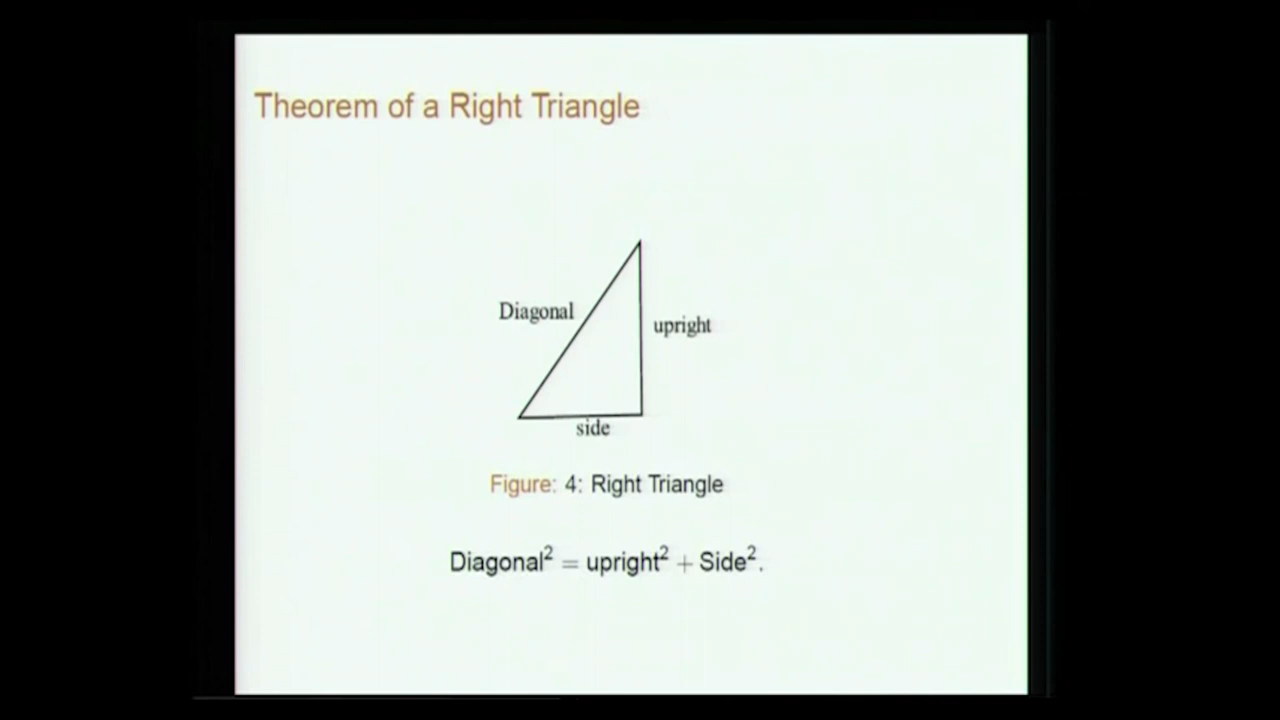 Theorem of a Right Triangle
Diagonal
upright
side
Figure: 4: Right Triangle
Diagonal² = upright² + Side².